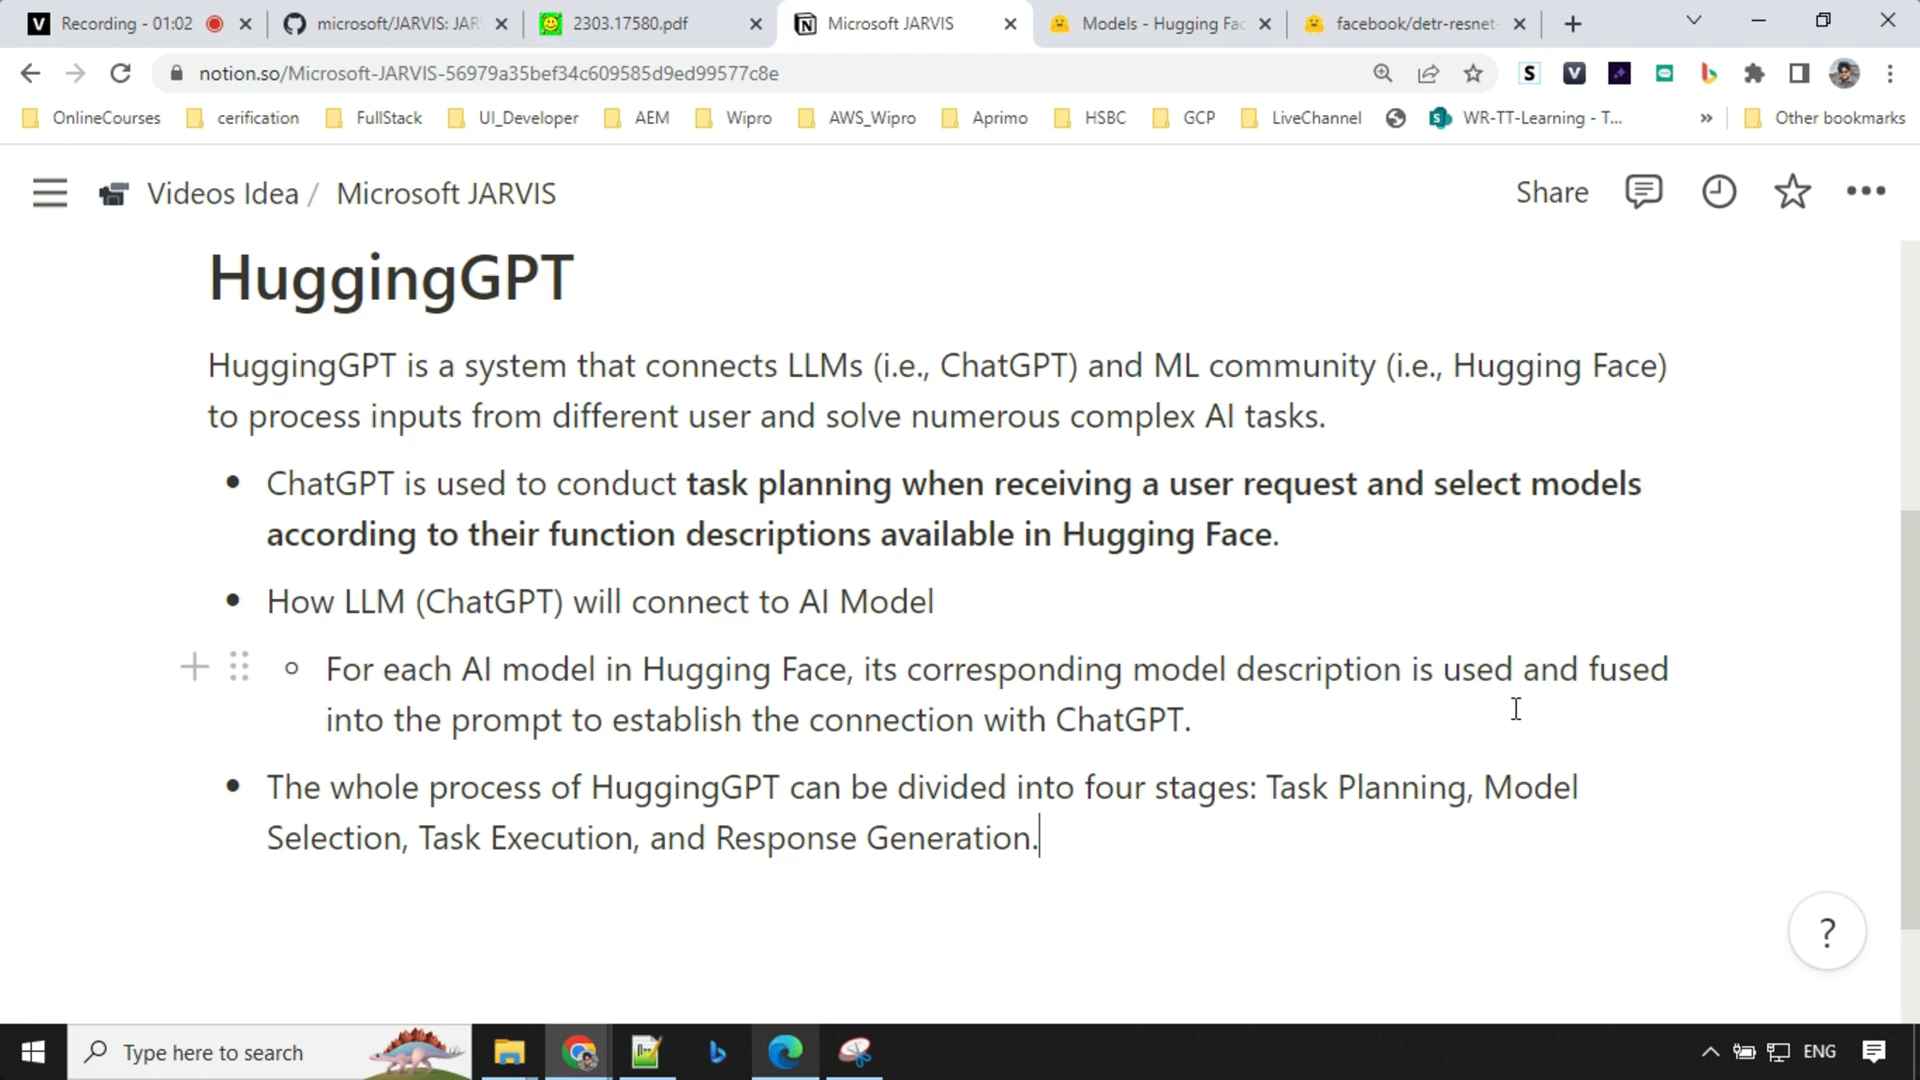 Recording - 01:02
microsoft/JARVIS: JAR
2303.17580.pdf
Microsoft JARVIS
Models - Hugging Fac
facebook/detr-resnet-
notion.so/Microsoft-JARVIS-56979a35bef34c609585d9ed99577c8e
OnlineCourses
cerification
FullStack
UI_Developer
AEM
Wipro
AWS_Wipro
Aprimo
HSBC
GCP
LiveChannel
WR-TT-Learning - T...
Other bookmarks
Videos Idea / Microsoft JARVIS
Share
HuggingGPT
HuggingGPT is a system that connects LLMs (i.e., ChatGPT) and ML community (i.e., Hugging Face)
to process inputs from different user and solve numerous complex AI tasks.
• ChatGPT is used to conduct task planning when receiving a user request and select models
according to their function descriptions available in Hugging Face.
• How LLM (ChatGPT) will connect to AI Model
◦ For each AI model in Hugging Face, its corresponding model description is used and fused
into the prompt to establish the connection with ChatGPT.
• The whole process of HuggingGPT can be divided into four stages: Task Planning, Model
Selection, Task Execution, and Response Generation.
?
Type here to search
ENG